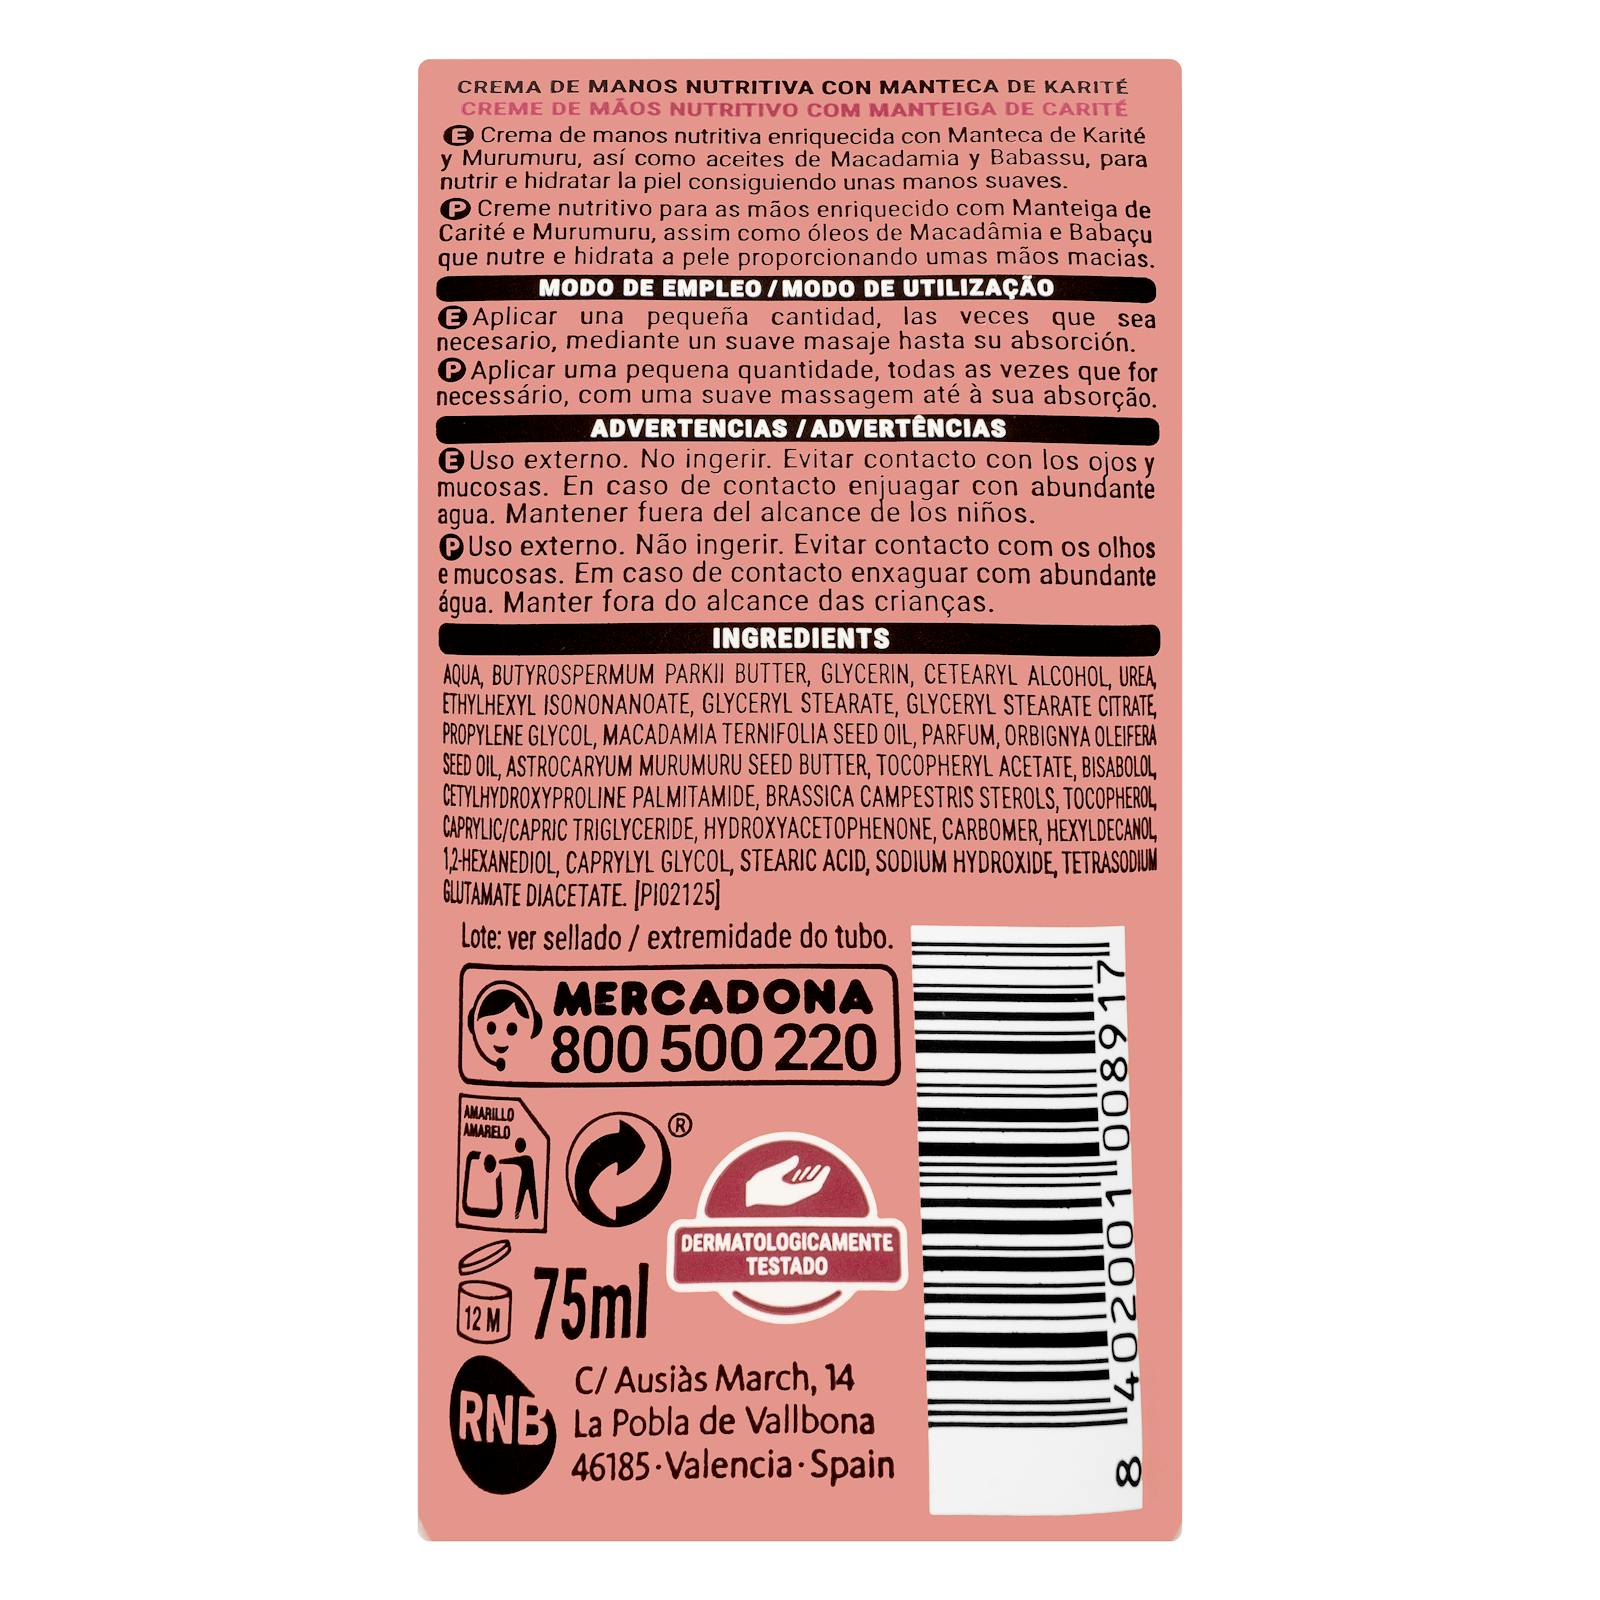 CREMA DE MANOS NUTRITIVA CON MANTECA DE KARITÉ
CREME DE MÃOS NUTRITIVO COM MANTEIGA DE CARITÉ
E Crema de manos nutritiva enriquecida con Manteca de Karité
y Murumuru, así como aceites de Macadamia y Babassu, para
nutrir e hidratar la piel consiguiendo unas manos suaves.
P Creme nutritivo para as mãos enriquecido com Manteiga de
Carité e Murumuru, assim como óleos de Macadâmia e Babaçu
que nutre e hidrata a pele proporcionando umas mãos macias.
MODO DE EMPLEO / MODO DE UTILIZAÇÃO
E Aplicar una pequeña cantidad, las veces que sea
necesario, mediante un suave masaje hasta su absorción.
P Aplicar uma pequena quantidade, todas as vezes que for
necessário, com uma suave massagem até à sua absorção.
ADVERTENCIAS / ADVERTÊNCIAS
E Uso externo. No ingerir. Evitar contacto con los ojos y
mucosas. En caso de contacto enjuagar con abundante
agua. Mantener fuera del alcance de los niños.
P Uso externo. Não ingerir. Evitar contacto com os olhos
e mucosas. Em caso de contacto enxaguar com abundante
água. Manter fora do alcance das crianças.
INGREDIENTS
AQUA, BUTYROSPERMUM PARKII BUTTER, GLYCERIN, CETEARYL ALCOHOL, UREA,
ETHYLHEXYL ISONONANOATE, GLYCERYL STEARATE, GLYCERYL STEARATE CITRATE,
PROPYLENE GLYCOL, MACADAMIA TERNIFOLIA SEED OIL, PARFUM, ORBIGNYA OLEIFERA
SEED OIL, ASTROCARYUM MURUMURU SEED BUTTER, TOCOPHERYL ACETATE, BISABOLOL,
CETYLHYDROXYPROLINE PALMITAMIDE, BRASSICA CAMPESTRIS STEROLS, TOCOPHEROL,
CAPRYLIC/CAPRIC TRIGLYCERIDE, HYDROXYACETOPHENONE, CARBOMER, HEXYLDECANOL,
1,2-HEXANEDIOL, CAPRYLYL GLYCOL, STEARIC ACID, SODIUM HYDROXIDE, TETRASODIUM
GLUTAMATE DIACETATE. [PI02125]
Lote: ver sellado / extremidade do tubo.
MERCADONA
800 500 220
AMARILLO
AMARELO
®
DERMATOLOGICAMENTE
TESTADO
12 M
75ml
RNB
C/ Ausiàs March, 14
La Pobla de Vallbona
46185 · Valencia · Spain
8 402001 008917